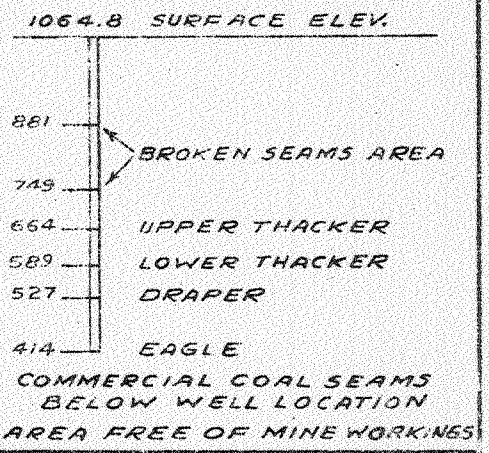 1064.8 SURFACE ELEV.
881
BROKEN SEAMS AREA
749
664 UPPER THACKER
589 LOWER THACKER
527 DRAPER
414 EAGLE
COMMERCIAL COAL SEAMS
BELOW WELL LOCATION
AREA FREE OF MINE WORKINGS